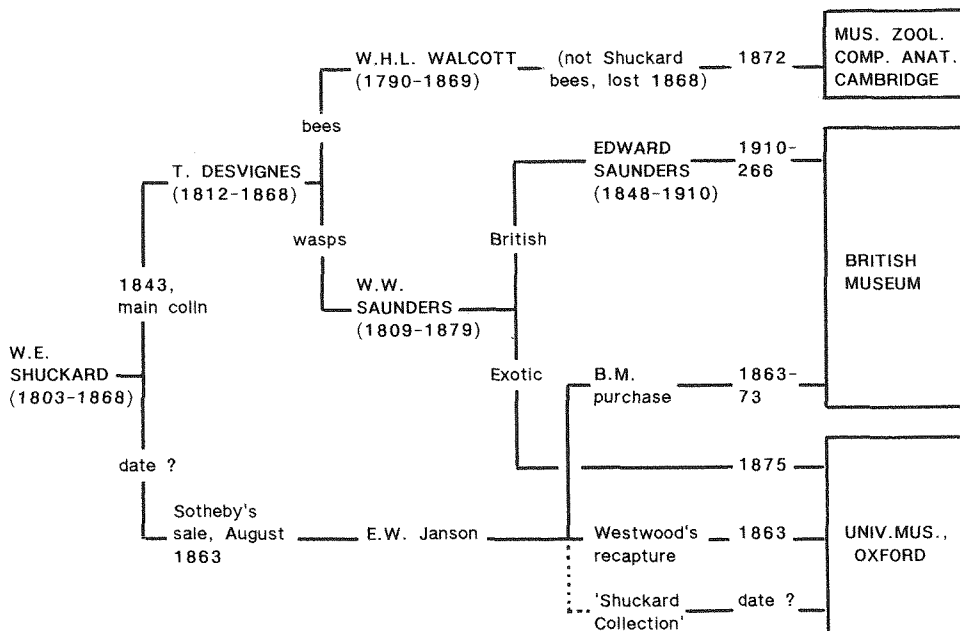 W.H.L. WALCOTT
(1790-1869)
(not Shuckard
bees, lost 1868)
1872
MUS. ZOOL.
COMP. ANAT.
CAMBRIDGE
bees
T. DESVIGNES
(1812-1868)
EDWARD
SAUNDERS
(1848-1910)
1910-
266
wasps
British
1843,
main colln
W.W.
SAUNDERS
(1809-1879)
BRITISH
MUSEUM
W.E.
SHUCKARD
(1803-1868)
Exotic
B.M.
purchase
1863-
73
date ?
1875
Sotheby's
sale, August
1863
E.W. Janson
Westwood's
recapture
1863
UNIV.MUS.,
OXFORD
'Shuckard
Collection'
date ?